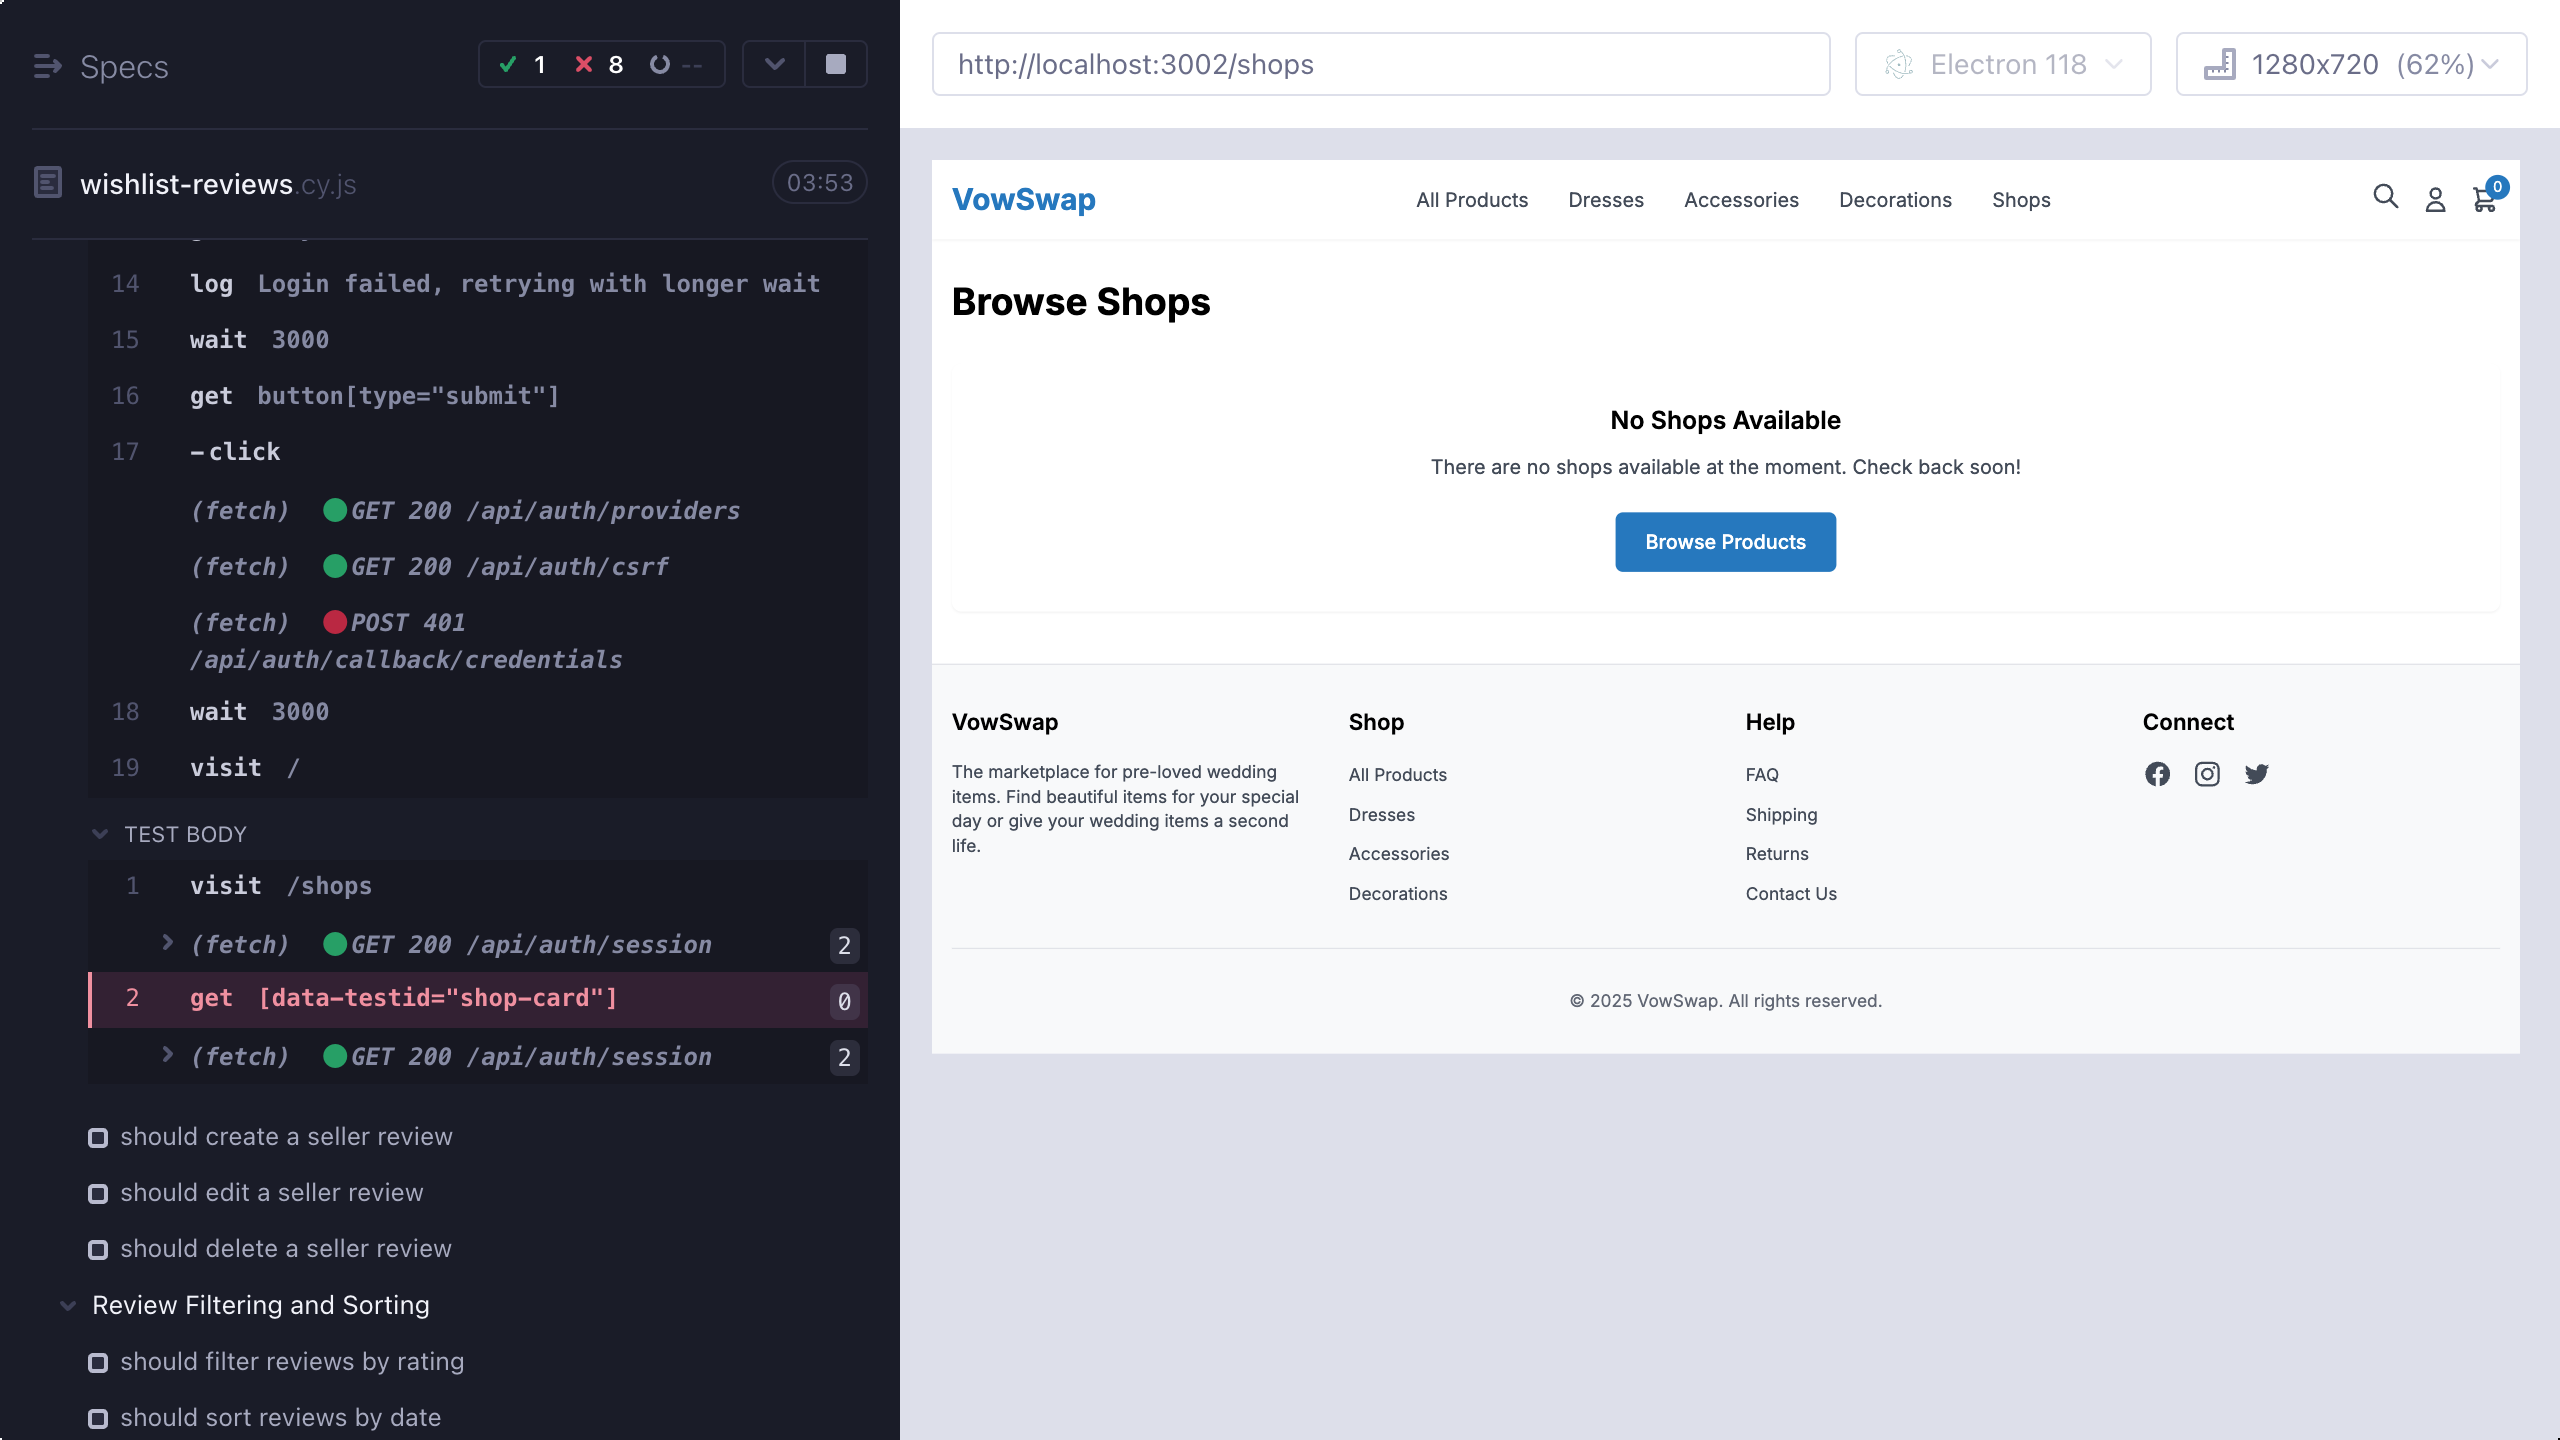 Specs
1 8 --
wishlist-reviews.cy.js
03:53
14 log Login failed, retrying with longer wait
15 wait 3000
16 get button[type="submit"]
17 -click
(fetch) GET 200 /api/auth/providers
(fetch) GET 200 /api/auth/csrf
(fetch) POST 401
/api/auth/callback/credentials
18 wait 3000
19 visit /
TEST BODY
1 visit /shops
(fetch) GET 200 /api/auth/session 2
2 get [data-testid="shop-card"] 0
(fetch) GET 200 /api/auth/session 2
should create a seller review
should edit a seller review
should delete a seller review
Review Filtering and Sorting
should filter reviews by rating
should sort reviews by date
http://localhost:3002/shops
Electron 118
1280x720 (62%)
VowSwap
All Products
Dresses
Accessories
Decorations
Shops
0
Browse Shops
No Shops Available
There are no shops available at the moment. Check back soon!
Browse Products
VowSwap
The marketplace for pre-loved wedding
items. Find beautiful items for your special
day or give your wedding items a second
life.
Shop
All Products
Dresses
Accessories
Decorations
Help
FAQ
Shipping
Returns
Contact Us
Connect
© 2025 VowSwap. All rights reserved.